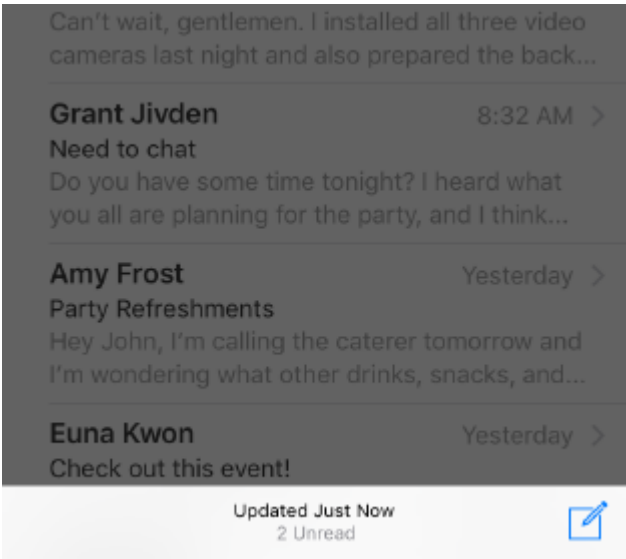 Can't wait, gentlemen. I installed all three video
cameras last night and also prepared the back...
Grant Jivden 8:32 AM
Need to chat
Do you have some time tonight? I heard what
you all are planning for the party, and I think...
Amy Frost Yesterday
Party Refreshments
Hey John, I'm calling the caterer tomorrow and
I'm wondering what other drinks, snacks, and...
Euna Kwon Yesterday
Check out this event!
Updated Just Now
2 Unread